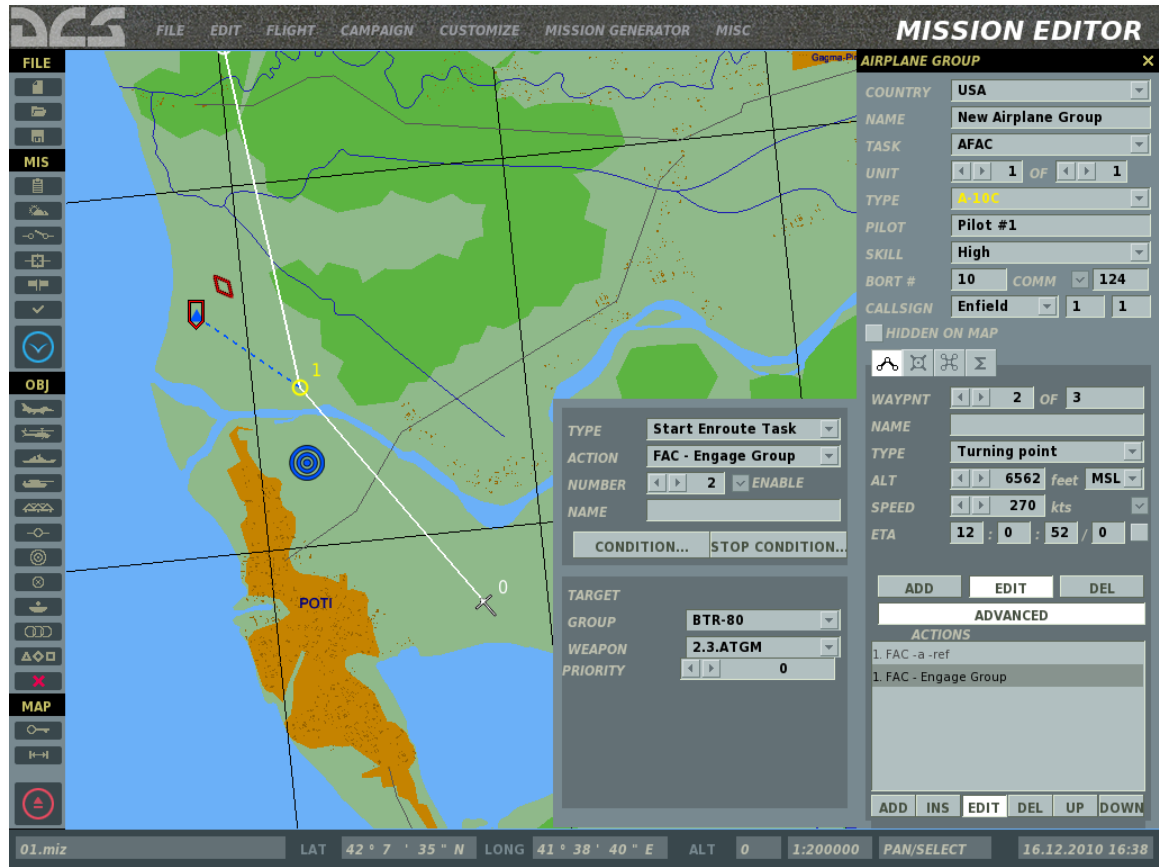 DCS
FILE EDIT FLIGHT CAMPAIGN CUSTOMIZE MISSION GENERATOR MISC
MISSION EDITOR
FILE
MIS
OBJ
MAP
Gagma-Pir
1
0
POTI
TYPE Start Enroute Task
ACTION FAC - Engage Group
NUMBER 2 ENABLE
NAME
CONDITION... STOP CONDITION...
TARGET
GROUP BTR-80
WEAPON 2.3.ATGM
PRIORITY 0
AIRPLANE GROUP X
COUNTRY USA
NAME New Airplane Group
TASK AFAC
UNIT 1 OF 1
TYPE A-10C
PILOT Pilot #1
SKILL High
BORT # 10 COMM 124
CALLSIGN Enfield 1 1
HIDDEN ON MAP
Σ
WAYPNT 2 OF 3
NAME
TYPE Turning point
ALT 6562 feet MSL
SPEED 270 kts
ETA 12 : 0 : 52 / 0
ADD EDIT DEL
ADVANCED
ACTIONS
1. FAC -a -ref
1. FAC - Engage Group
ADD INS EDIT DEL UP DOWN
01.miz LAT 42 ° 7 ' 35 " N LONG 41 ° 38 ' 40 " E ALT 0 1:200000 PAN/SELECT 16.12.2010 16:38